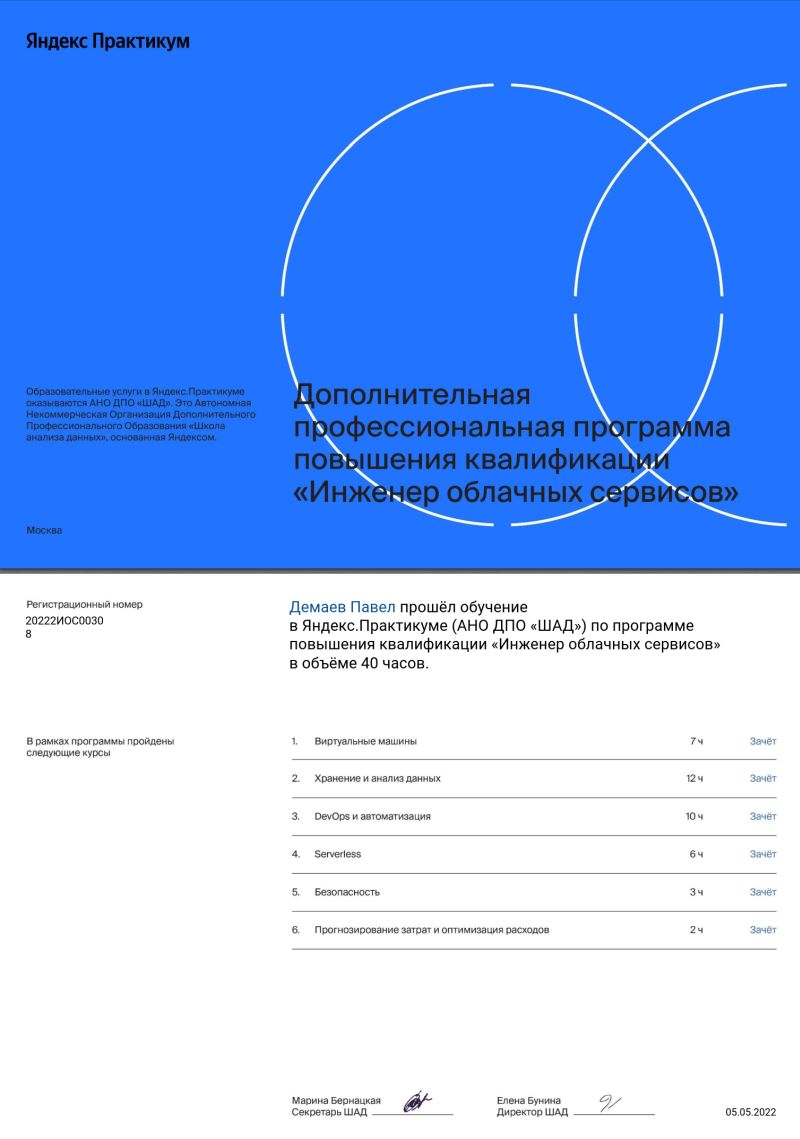 Яндекс Практикум
Образовательные услуги в Яндекс.Практикуме
оказываются АНО ДПО «ШАД». Это Автономная
Некоммерческая Организация Дополнительного
Профессионального Образования «Школа
анализа данных», основанная Яндексом.
Дополнительная
профессиональная программа
повышения квалификации
«Инженер облачных сервисов»
Москва
Регистрационный номер
20222ИОС0030
8
Демаев Павел прошёл обучение
в Яндекс.Практикуме (АНО ДПО «ШАД») по программе
повышения квалификации «Инженер облачных сервисов»
в объёме 40 часов.
В рамках программы пройдены
следующие курсы
1. Виртуальные машины 7 ч Зачёт
2. Хранение и анализ данных 12 ч Зачёт
3. DevOps и автоматизация 10 ч Зачёт
4. Serverless 6 ч Зачёт
5. Безопасность 3 ч Зачёт
6. Прогнозирование затрат и оптимизация расходов 2 ч Зачёт
Марина Бернацкая
Секретарь ШАД
Елена Бунина
Директор ШАД
05.05.2022